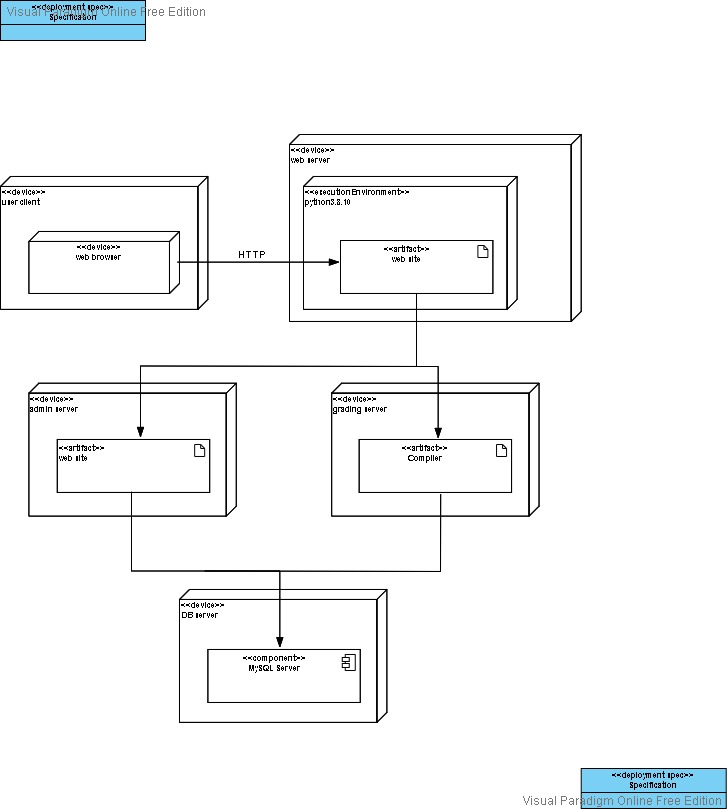 <<deployment spec>>
Visual Paradigm Online Free Edition
Specification
<<device>>
web server
<<device>>
user client
<<executionEnvironment>>
python3.8.10
<<device>>
web browser
HTTP
<<artifact>>
web site
<<device>>
admin server
<<device>>
grading server
<<artifact>>
web site
<<artifact>>
Compiler
<<device>>
DB server
<<component>>
MySQL Server
<<deployment spec>>
Specification
Visual Paradigm Online Free Edition